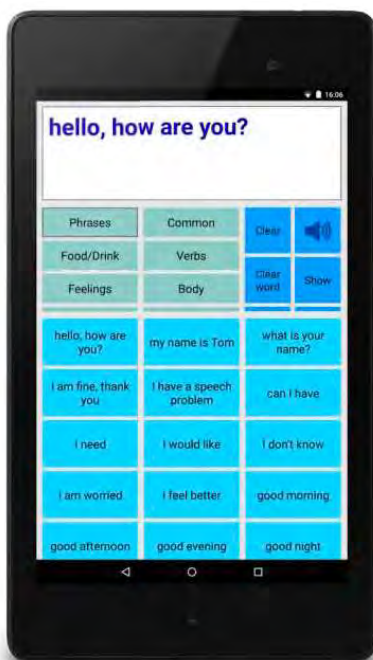 16:06
hello, how are you?
Phrases
Common
Clear
Food/Drink
Verbs
Feelings
Body
Clear
word
Show
hello, how are
you?
my name is Tom
what is your
name?
I am fine, thank
you
I have a speech
problem
can I have
I need
I would like
I don't know
I am worried
I feel better
good morning
good afternoon
good evening
good night